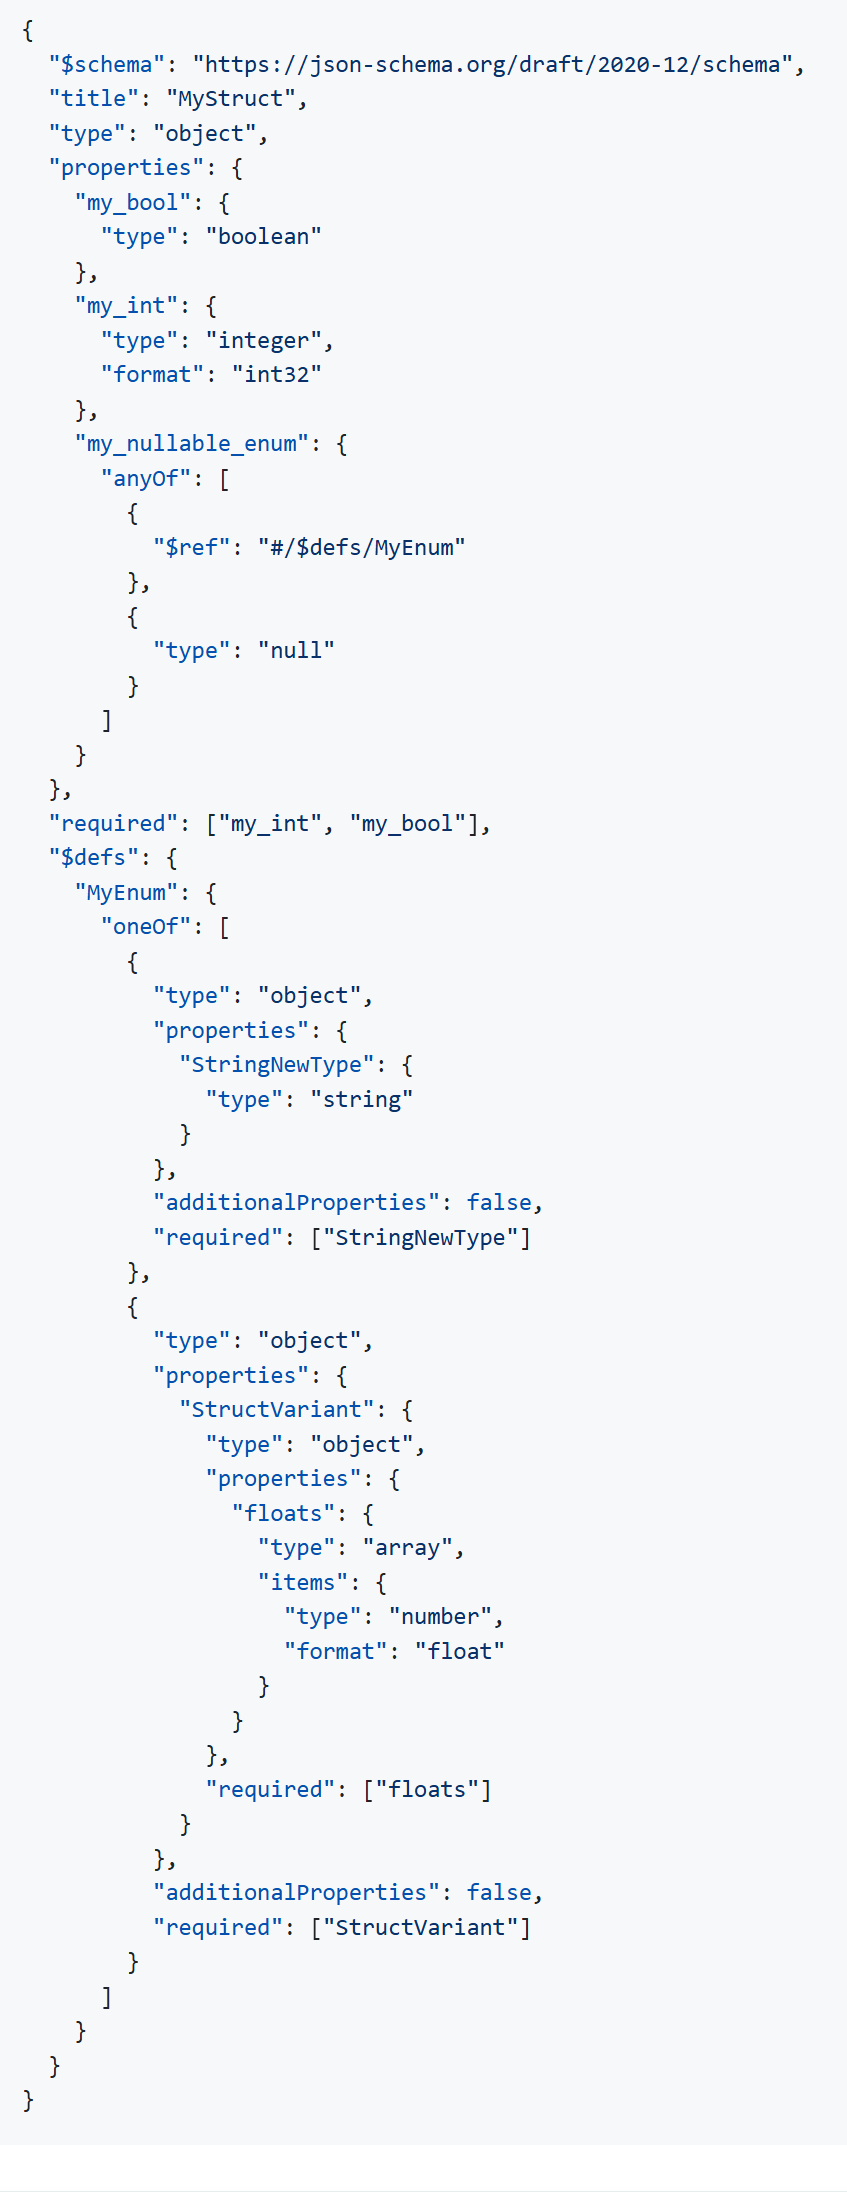 {
  "$schema": "https://json-schema.org/draft/2020-12/schema",
  "title": "MyStruct",
  "type": "object",
  "properties": {
    "my_bool": {
      "type": "boolean"
    },
    "my_int": {
      "type": "integer",
      "format": "int32"
    },
    "my_nullable_enum": {
      "anyOf": [
        {
          "$ref": "#/$defs/MyEnum"
        },
        {
          "type": "null"
        }
      ]
    }
  },
  "required": ["my_int", "my_bool"],
  "$defs": {
    "MyEnum": {
      "oneOf": [
        {
          "type": "object",
          "properties": {
            "StringNewType": {
              "type": "string"
            }
          },
          "additionalProperties": false,
          "required": ["StringNewType"]
        },
        {
          "type": "object",
          "properties": {
            "StructVariant": {
              "type": "object",
              "properties": {
                "floats": {
                  "type": "array",
                  "items": {
                    "type": "number",
                    "format": "float"
                  }
                }
              },
              "required": ["floats"]
            }
          },
          "additionalProperties": false,
          "required": ["StructVariant"]
        }
      ]
    }
  }
}